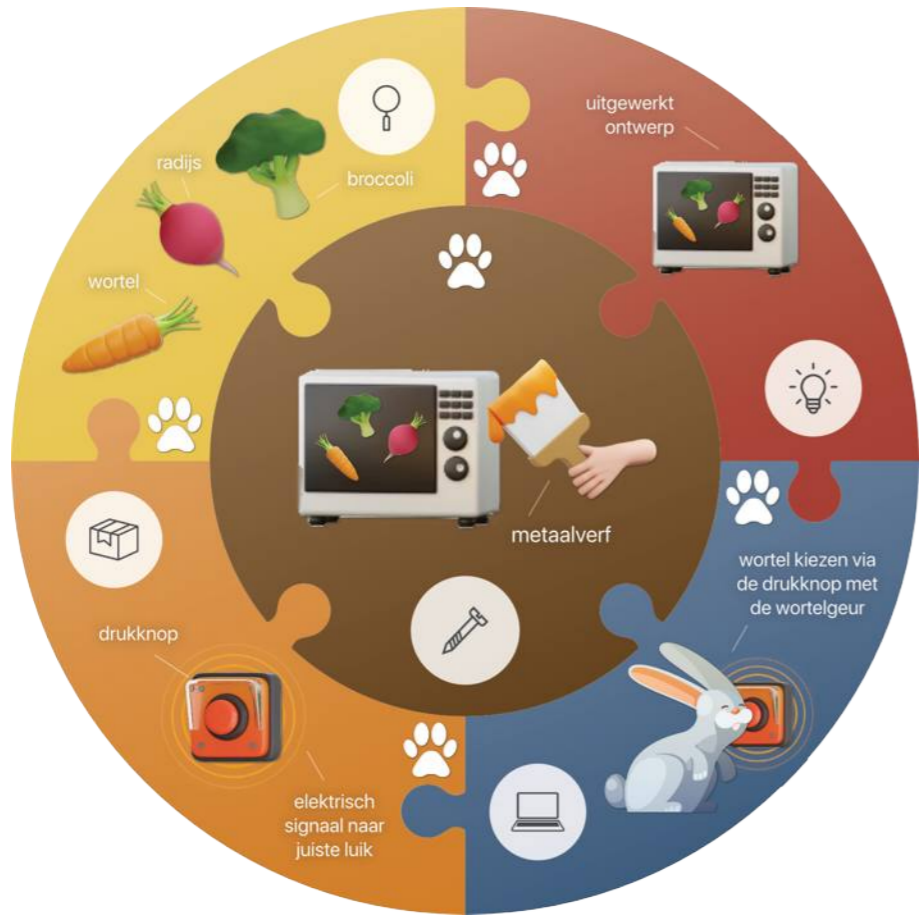 radijs
broccoli
wortel
uitgewerkt
ontwerp
metaalverf
wortel kiezen via
de drukknop met
de wortelgeur
drukknop
elektrisch
signaal naar
juiste luik